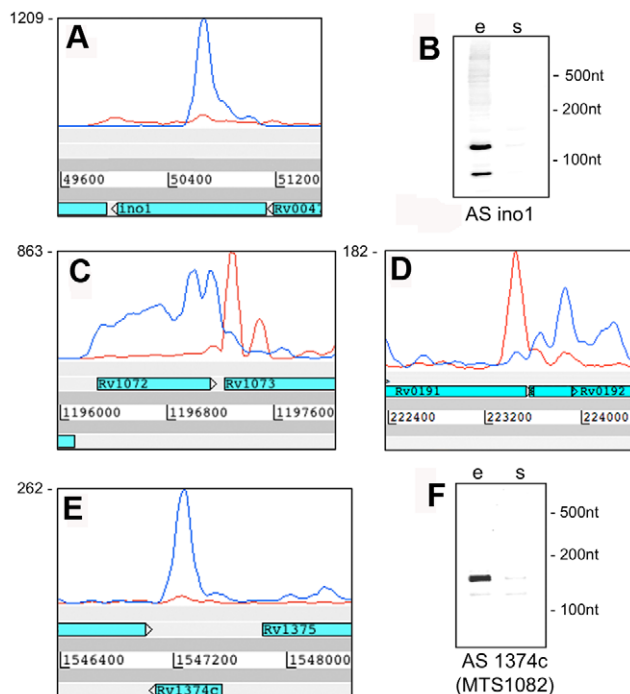 A
1209 -
49600 50400 51200
ino1 Rv0047
B
e s
- 500nt
- 200nt
- 100nt
AS ino1
C
863 -
Rv1072 Rv1073
1196000 1196800 1197600
D
182 -
Rv0191 Rv0192
222400 223200 224000
E
262 -
Rv1375
1546400 1547200 1548000
Rv1374c
F
e s
- 500nt
- 200nt
- 100nt
AS 1374c
(MTS1082)